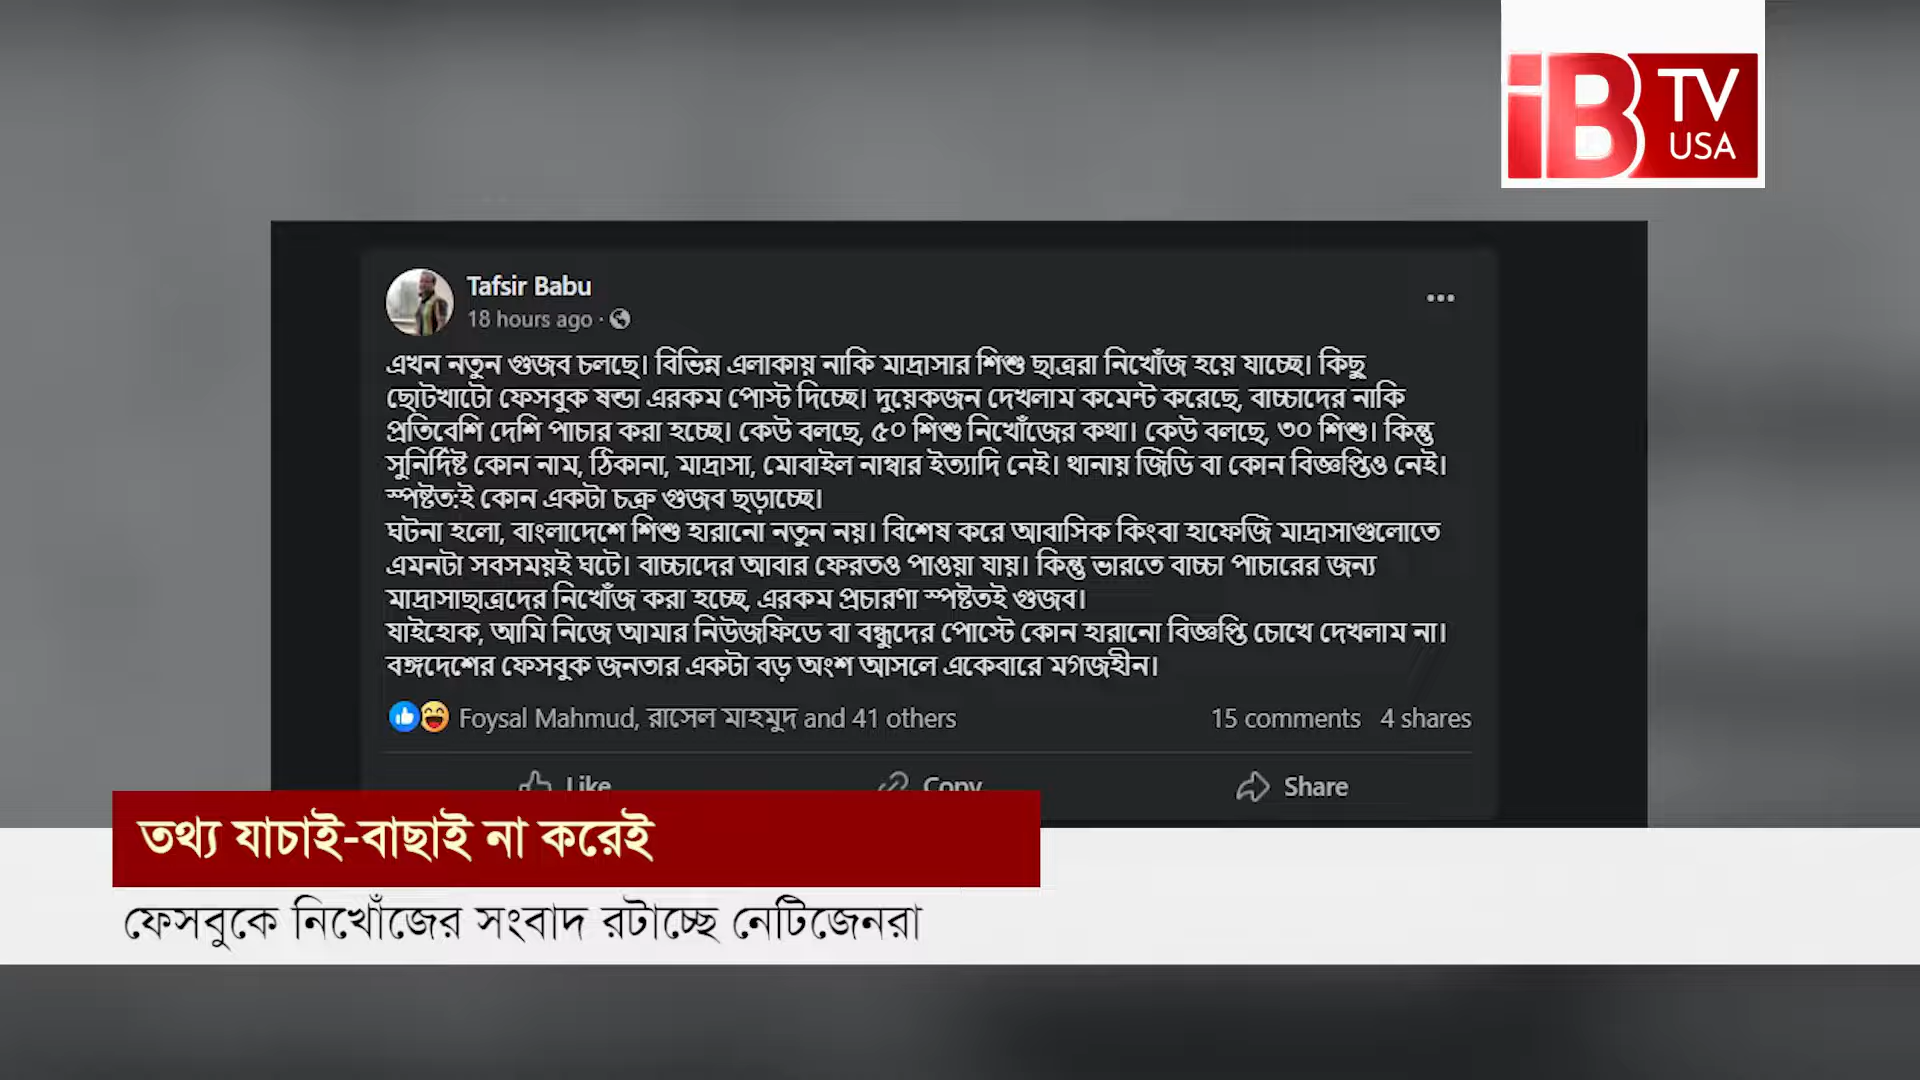 iB TV USA
Tafsir Babu
18 hours ago ·
এখন নতুন গুজব চলছে। বিভিন্ন এলাকায় নাকি মাদ্রাসার শিশু ছাত্ররা নিখোঁজ হয়ে যাচ্ছে। কিছু
ছোটখাটো ফেসবুক ষন্ডা এরকম পোস্ট দিচ্ছে। দুয়েকজন দেখলাম কমেন্ট করেছে, বাচ্চাদের নাকি
প্রতিবেশি দেশি পাচার করা হচ্ছে। কেউ বলছে, ৫০ শিশু নিখোঁজের কথা। কেউ বলছে, ৩০ শিশু। কিন্তু
সুনির্দিষ্ট কোন নাম, ঠিকানা, মাদ্রাসা, মোবাইল নাম্বার ইত্যাদি নেই। থানায় জিডি বা কোন বিজ্ঞপ্তিও নেই।
স্পষ্টত:ই কোন একটা চক্র গুজব ছড়াচ্ছে।
ঘটনা হলো, বাংলাদেশে শিশু হারানো নতুন নয়। বিশেষ করে আবাসিক কিংবা হাফেজি মাদ্রাসাগুলোতে
এমনটা সবসময়ই ঘটে। বাচ্চাদের আবার ফেরতও পাওয়া যায়। কিন্তু ভারতে বাচ্চা পাচারের জন্য
মাদ্রাসাছাত্রদের নিখোঁজ করা হচ্ছে, এরকম প্রচারণা স্পষ্টতই গুজব।
যাইহোক, আমি নিজে আমার নিউজফিডে বা বন্ধুদের পোস্টে কোন হারানো বিজ্ঞপ্তি চোখে দেখলাম না।
বঙ্গদেশের ফেসবুক জনতার একটা বড় অংশ আসলে একেবারে মগজহীন।
Foysal Mahmud, রাসেল মাহমুদ and 41 others 15 comments 4 shares
Like Copy Share
তথ্য যাচাই-বাছাই না করেই
ফেসবুকে নিখোঁজের সংবাদ রটাচ্ছে নেটিজেনরা